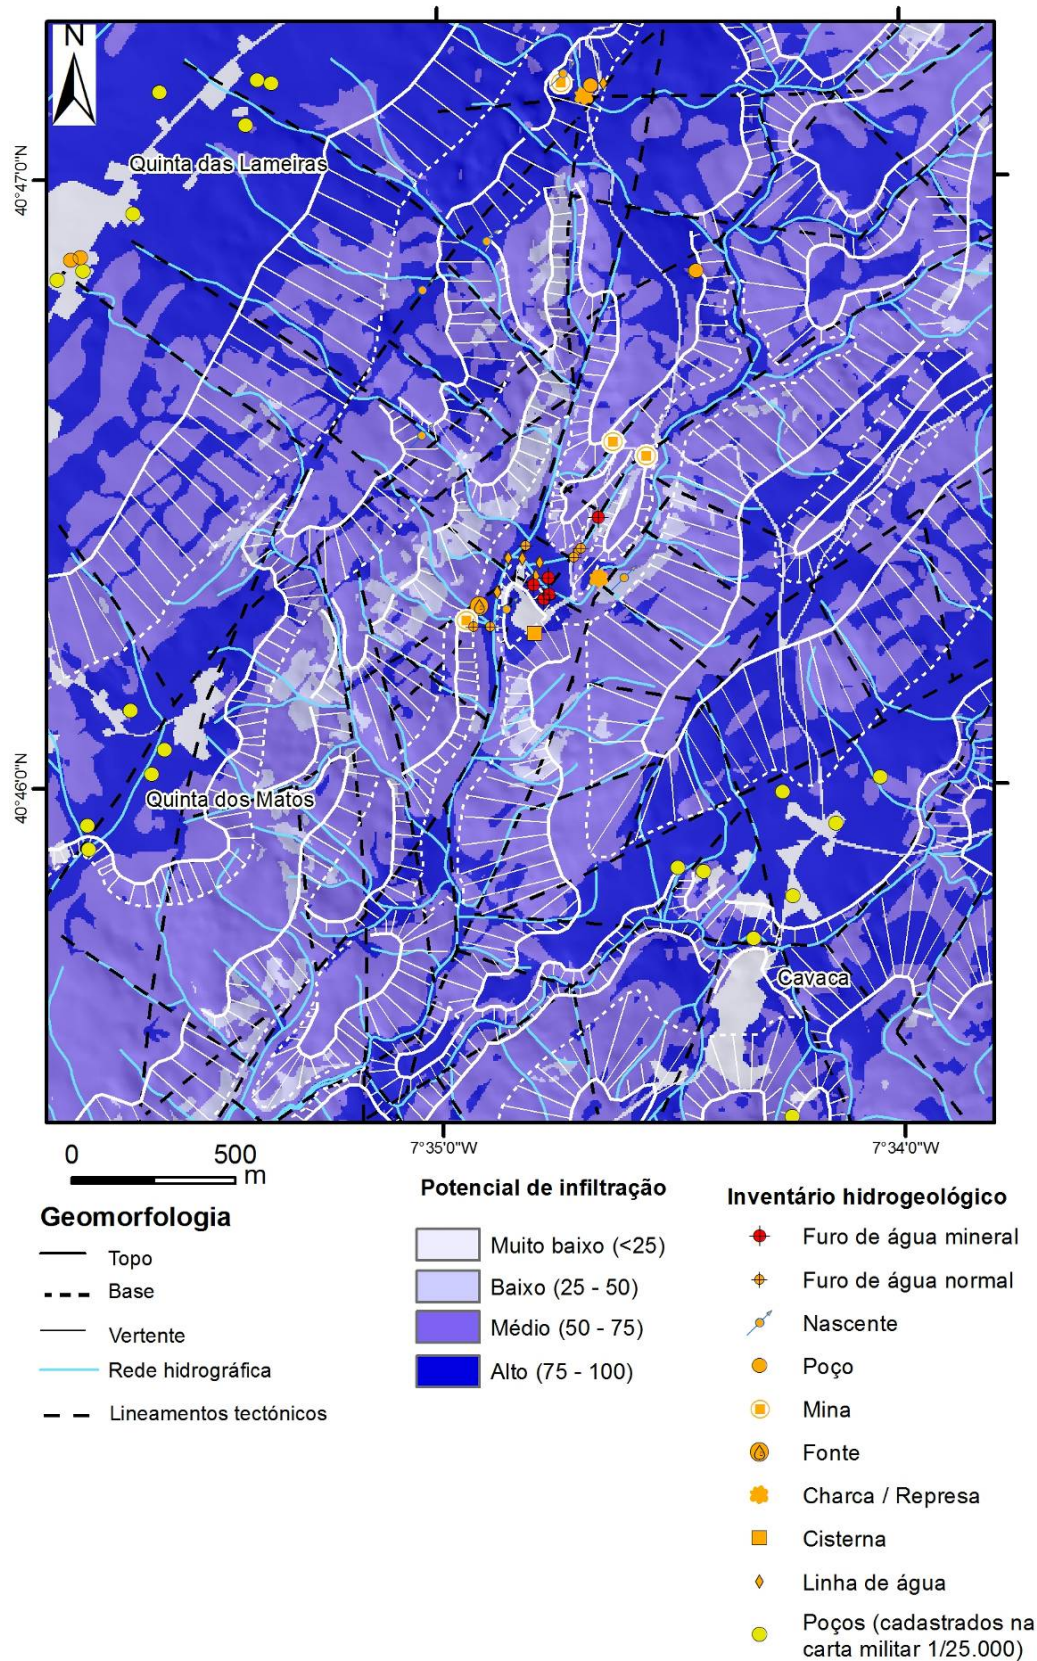 N
Quinta das Lameiras
40°47'0"N
40°46'0"N
Quinta dos Matos
Cavaca
7°35'0"W
7°34'0"W
0 500 m
Geomorfologia
Topo
Base
Vertente
Rede hidrográfica
Lineamentos tectónicos
Potencial de infiltração
Muito baixo (<25)
Baixo (25 - 50)
Médio (50 - 75)
Alto (75 - 100)
Inventário hidrogeológico
Furo de água mineral
Furo de água normal
Nascente
Poço
Mina
Fonte
Charca / Represa
Cisterna
Linha de água
Poços (cadastrados na
carta militar 1/25.000)